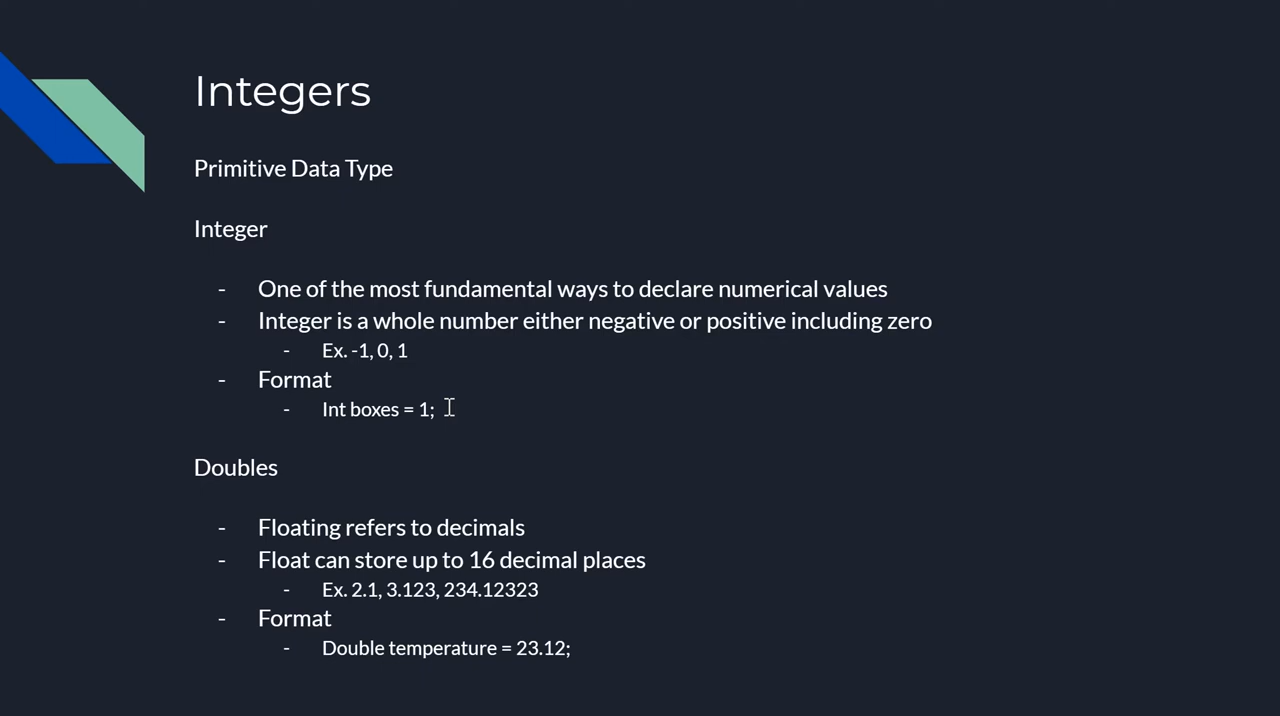 Integers
Primitive Data Type
Integer
- One of the most fundamental ways to declare numerical values
- Integer is a whole number either negative or positive including zero
- Ex. -1, 0, 1
- Format
- Int boxes = 1;
Doubles
- Floating refers to decimals
- Float can store up to 16 decimal places
- Ex. 2.1, 3.123, 234.12323
- Format
- Double temperature = 23.12;